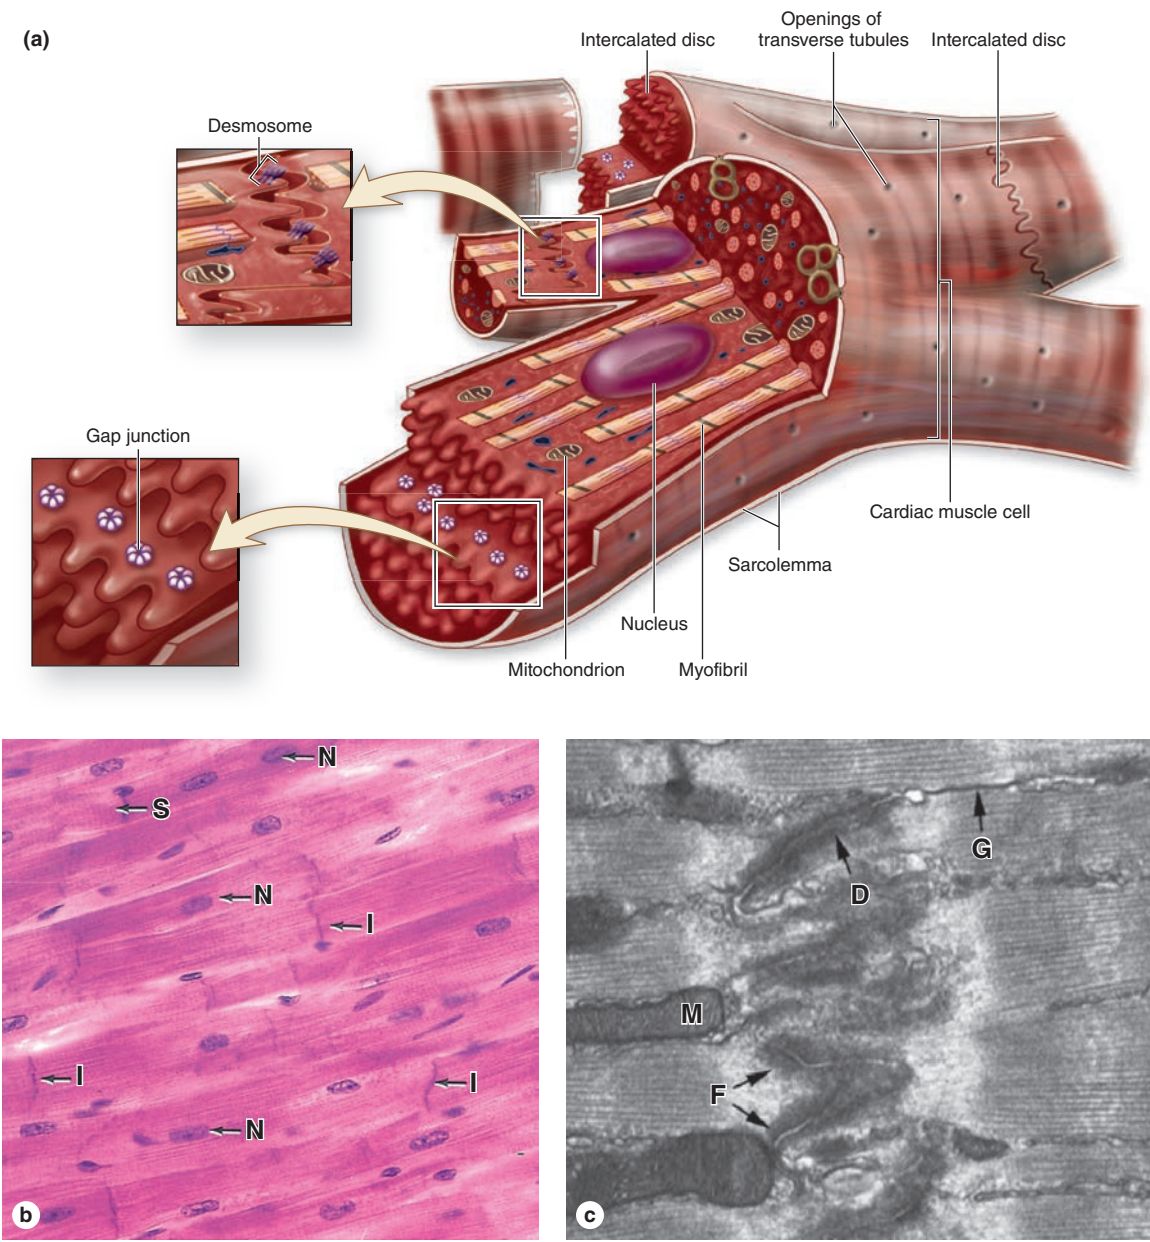 (a)
Openings of
transverse tubules
Intercalated disc
Intercalated disc
Desmosome
Gap junction
Cardiac muscle cell
Sarcolemma
Nucleus
Mitochondrion
Myofibril
N
S
N
I
I
I
N
b
G
D
M
F
c